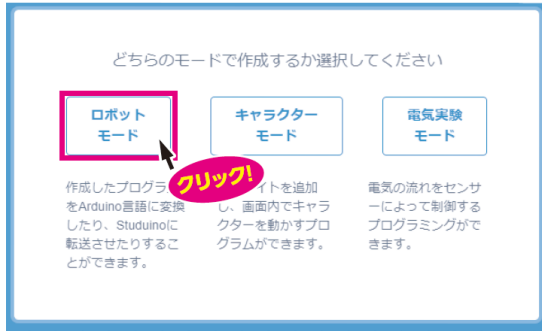 どちらのモードで作成するか選択してください
ロボット
モード
キャラクター
モード
電気実験
モード
クリック!
作成したプログラ
をArduino言語に変換
したり、Studuinoに
転送させたりするこ
とができます。
イトを追加
し、画面内でキャラ
クターを動かすプロ
グラムができます。
電気の流れをセンサ
ーによって制御する
プログラミングがで
きます。